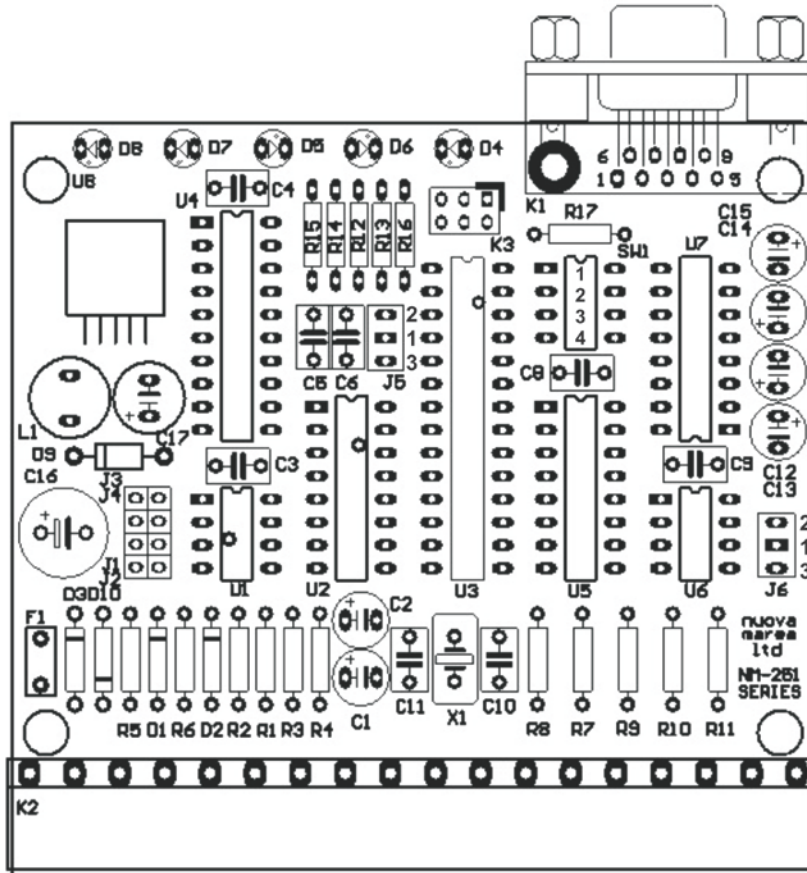 D8 D7 D5 D6 D4
6 9
1 5
U8
C4
U4
K1
R17
K3
SW1
U7
C15
C14
R15 R14 R12 R13 R16
1
2
3
4
2
1
3
C5 C6 J5
C8
L1
C17
D9
C16
C3
C9
C12
C13
J3
J4
J1
J2
2
1
3
U1 U2 U3 U5 U6 J6
D3 D10
F1
C2
nuova
marea
ltd
NM-251
SERIES
R5 D1 R6 D2 R2 R1 R3 R4
C1
C11
X1
C10
R8 R7 R9 R10 R11
K2